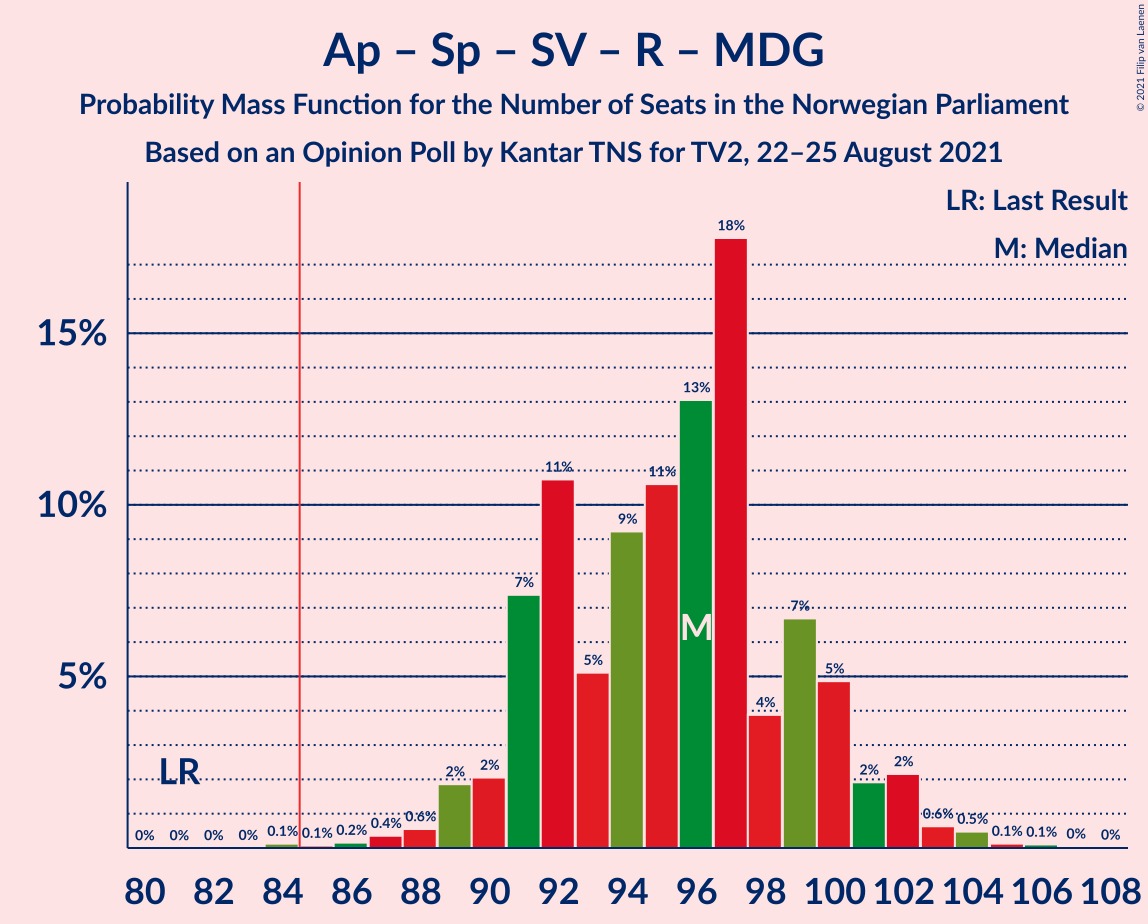 Ap – Sp – SV – R – MDG
Probability Mass Function for the Number of Seats in the Norwegian Parliament
Based on an Opinion Poll by Kantar TNS for TV2, 22–25 August 2021
© 2021 Filip van Laenen
LR: Last Result
M: Median
15%
10%
5%
LR
M
0% 0% 0% 0% 0.1% 0.1% 0.2% 0.4% 0.6% 2% 2% 7% 11% 5% 9% 11% 13% 18% 4% 7% 5% 2% 2% 0.6% 0.5% 0.1% 0.1% 0% 0%
80 82 84 86 88 90 92 94 96 98 100 102 104 106 108